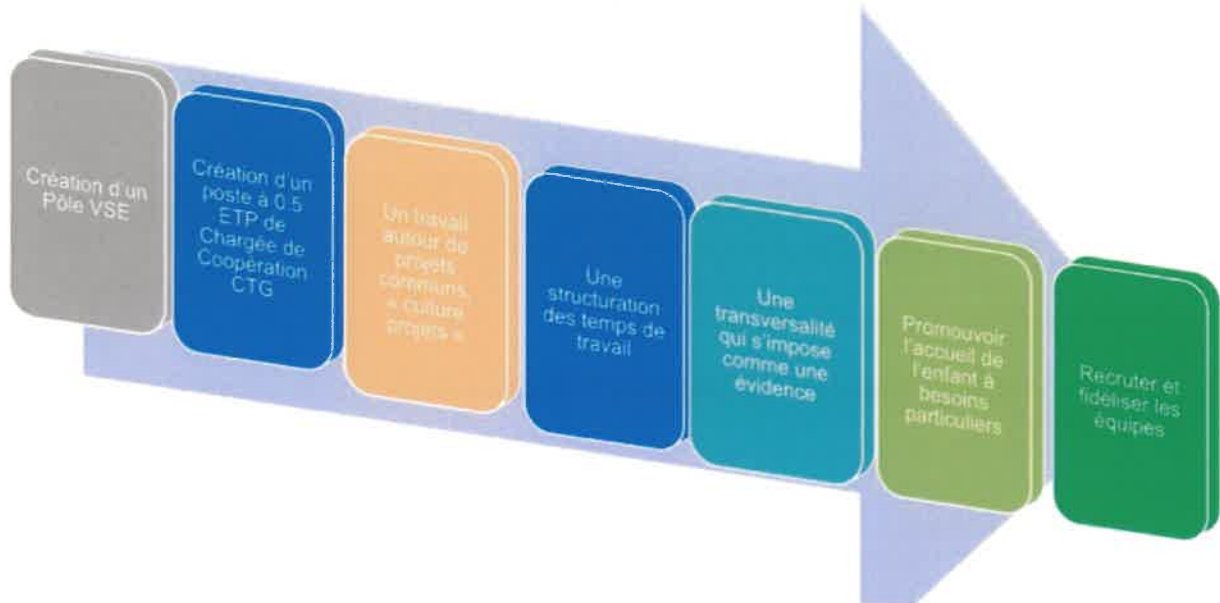 Création d'un
Pôle VSE
Création d'un
poste à 0.5
ETP de
Chargée de
Coopération
CTG
Un travail
autour de
projets
communs,
« culture
projets »
Une
structuration
des temps de
travail
Une
transversalité
qui s'impose
comme une
évidence
Promouvoir
l'accueil de
l'enfant à
besoins
particuliers
Recruter et
fidéliser les
équipes